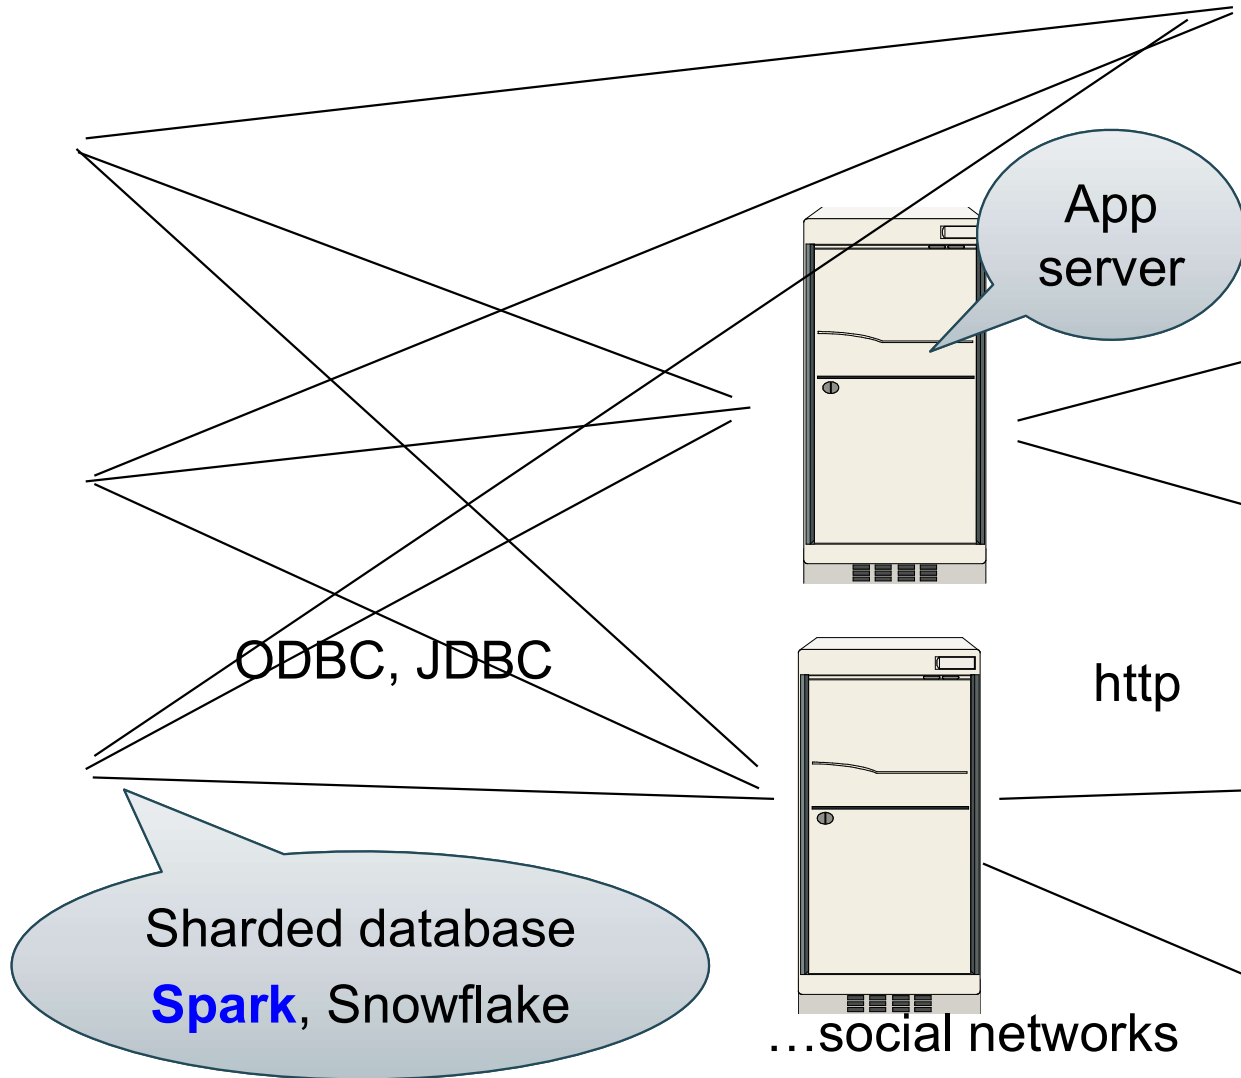 App
server
ODBC, JDBC
http
Sharded database
Spark, Snowflake
…social networks